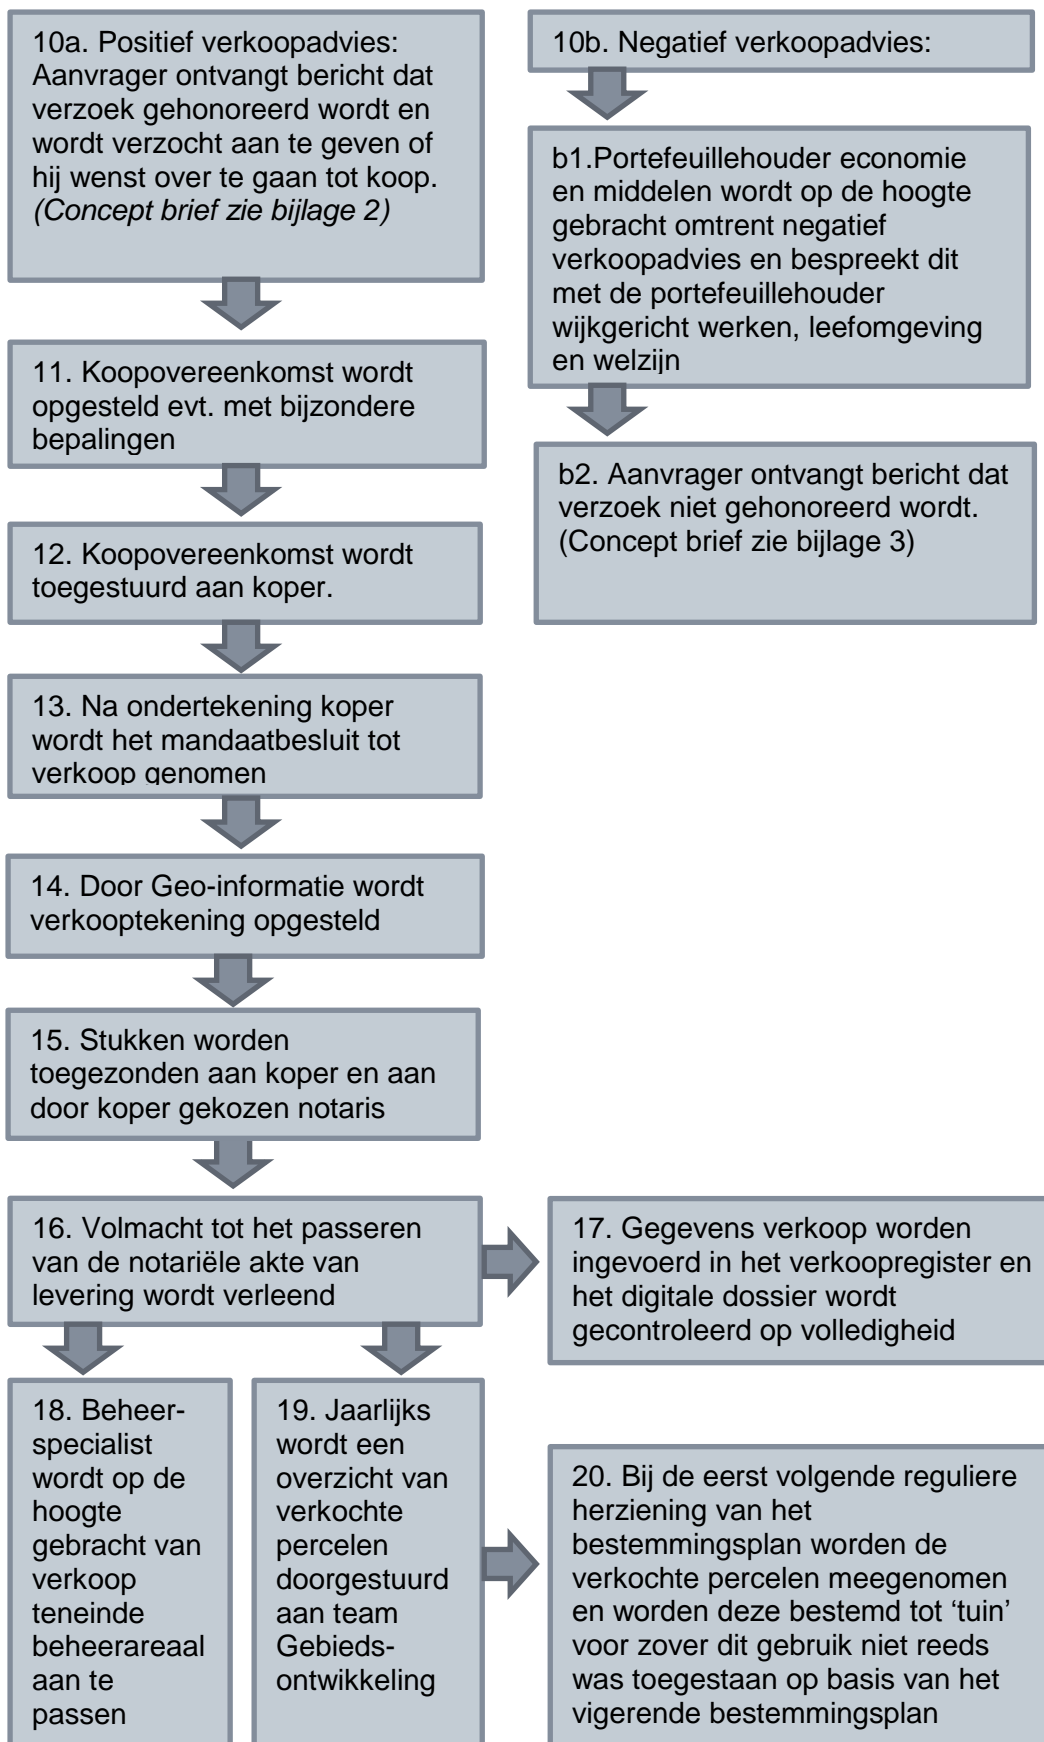 10a. Positief verkoopadvies:
Aanvrager ontvangt bericht dat
verzoek gehonoreerd wordt en
wordt verzocht aan te geven of
hij wenst over te gaan tot koop.
(Concept brief zie bijlage 2)
10b. Negatief verkoopadvies:
b1.Portefeuillehouder economie
en middelen wordt op de hoogte
gebracht omtrent negatief
verkoopadvies en bespreekt dit
met de portefeuillehouder
wijkgericht werken, leefomgeving
en welzijn
b2. Aanvrager ontvangt bericht dat
verzoek niet gehonoreerd wordt.
(Concept brief zie bijlage 3)
11. Koopovereenkomst wordt
opgesteld evt. met bijzondere
bepalingen
12. Koopovereenkomst wordt
toegestuurd aan koper.
13. Na ondertekening koper
wordt het mandaatbesluit tot
verkoop genomen
14. Door Geo-informatie wordt
verkooptekening opgesteld
15. Stukken worden
toegezonden aan koper en aan
door koper gekozen notaris
16. Volmacht tot het passeren
van de notariële akte van
levering wordt verleend
17. Gegevens verkoop worden
ingevoerd in het verkoopregister en
het digitale dossier wordt
gecontroleerd op volledigheid
18. Beheer-
specialist
wordt op de
hoogte
gebracht van
verkoop
teneinde
beheerareaal
aan te
passen
19. Jaarlijks
wordt een
overzicht van
verkochte
percelen
doorgestuurd
aan team
Gebieds-
ontwikkeling
20. Bij de eerst volgende reguliere
herziening van het
bestemmingsplan worden de
verkochte percelen meegenomen
en worden deze bestemd tot ‘tuin’
voor zover dit gebruik niet reeds
was toegestaan op basis van het
vigerende bestemmingsplan